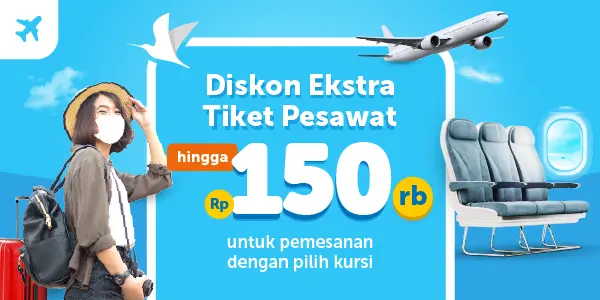 Diskon Ekstra
Tiket Pesawat
hingga
Rp 150 rb
untuk pemesanan
dengan pilih kursi